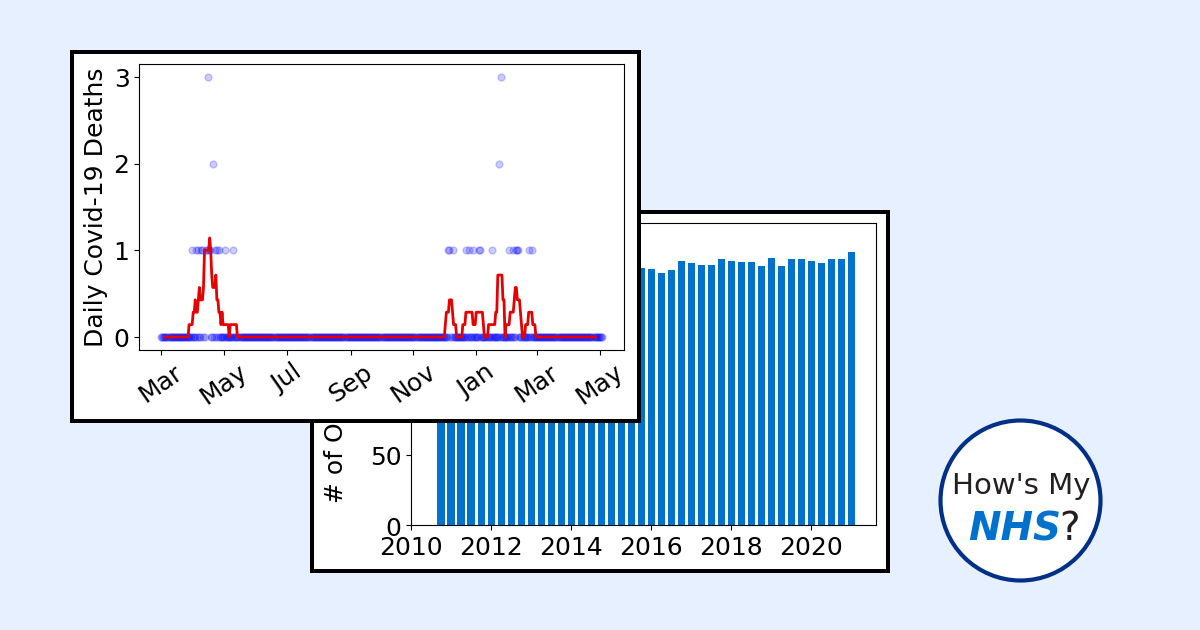 Daily Covid-19 Deaths
3
2
1
0
Mar May Jul Sep Nov Jan Mar May
# of O
50
0
2010 2012 2014 2016 2018 2020
How's My
NHS?